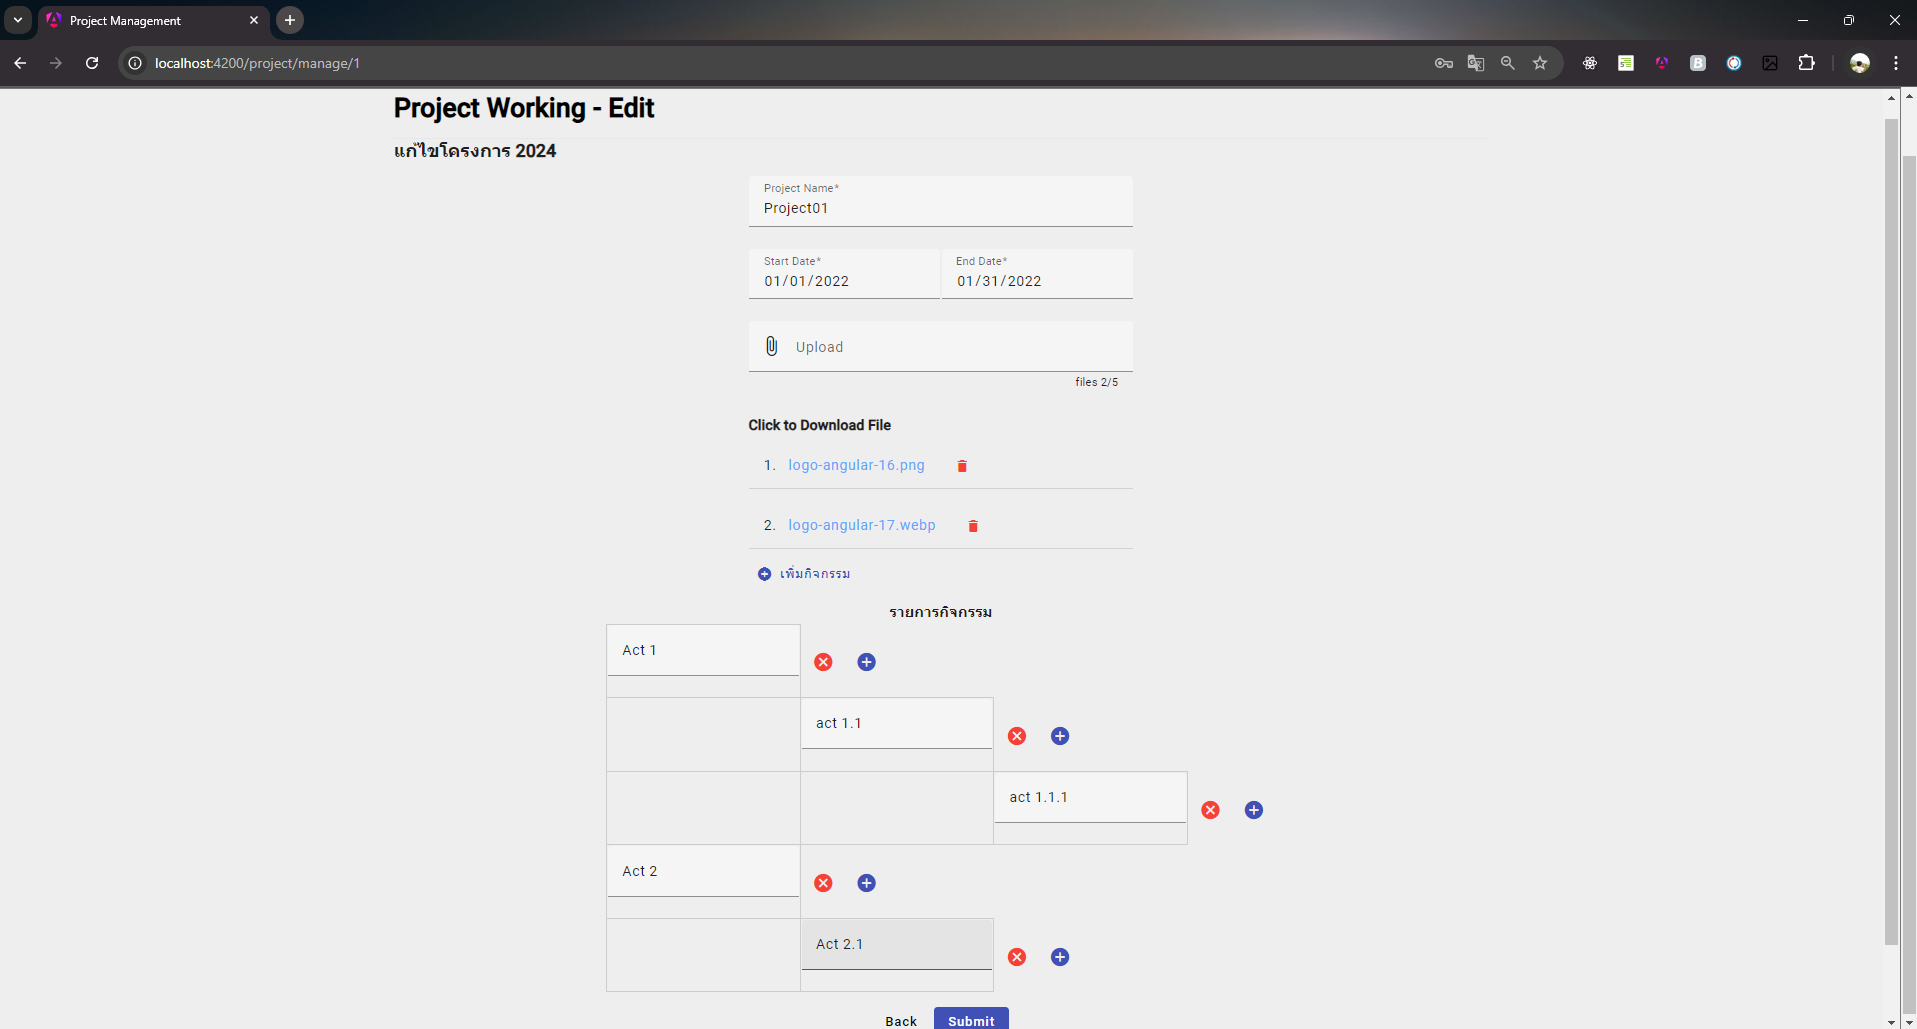 Project Management
localhost:4200/project/manage/1
Project Working - Edit
แก้ไขโครงการ 2024
Project Name*
Project01
Start Date*
01/01/2022
End Date*
01/31/2022
Upload
files 2/5
Click to Download File
1. logo-angular-16.png
2. logo-angular-17.webp
เพิ่มกิจกรรม
รายการกิจกรรม
Act 1
act 1.1
act 1.1.1
Act 2
Act 2.1
Back
Submit